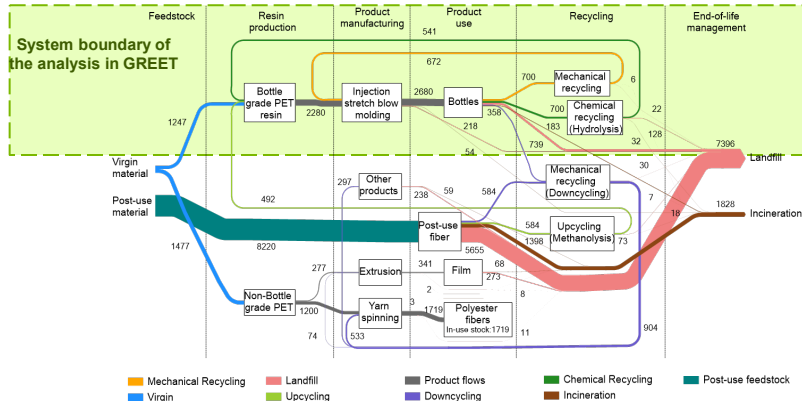 Feedstock
Resin
production
Product
manufacturing
Product
use
Recycling
End-of-life
management
System boundary of
the analysis in GREET
541
672
6
1247
Bottle
grade PET
resin
2280
Injection
stretch blow
molding
2680
Bottles
358
700
Mechanical
recycling
700
Chemical
recycling
(Hydrolysis)
22
128
183
218
739
32
54
7396
Landfill
Virgin
material
Post-use
material
30
Mechanical
recycling
(Downcycling)
7
297
Other
products
238
59
584
492
18
1828
Incineration
Post-use
fiber
584
Upcycling
(Methanolysis)
73
1398
1477
8220
5655
277
Extrusion
341
Film
68
273
8
2
Non-Bottle
grade PET
1200
Yarn
spinning
3
1719
Polyester
fibers
In-use stock:1719
11
904
74
533
Mechanical Recycling
Landfill
Product flows
Chemical Recycling
Post-use feedstock
Virgin
Upcycling
Downcycling
Incineration